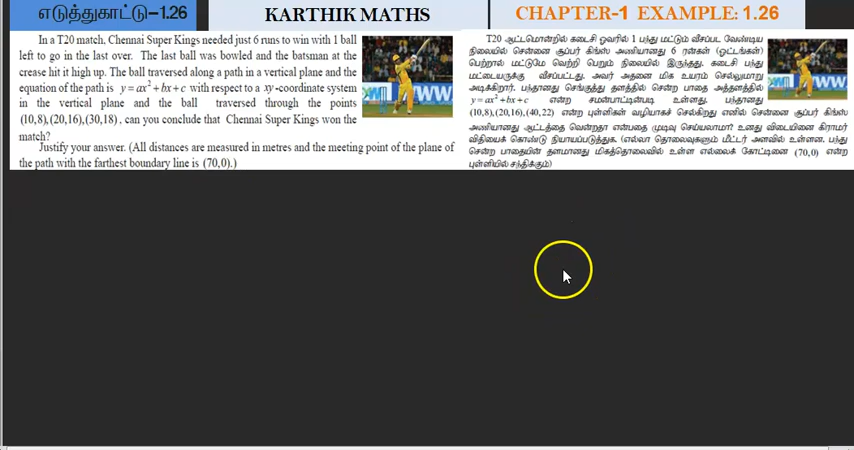 எடுத்துகாட்டு-1.26
KARTHIK MATHS
CHAPTER-1 EXAMPLE: 1.26
In a T20 match, Chennai Super Kings needed just 6 runs to win with 1 ball
left to go in the last over. The last ball was bowled and the batsman at the
crease hit it high up. The ball traversed along a path in a vertical plane and the
equation of the path is y = ax² + bx + c with respect to a xy-coordinate system
in the vertical plane and the ball traversed through the points
(10,8),(20,16),(30,18), can you conclude that Chennai Super Kings won the
match?
Justify your answer. (All distances are measured in metres and the meeting point of the plane of
the path with the farthest boundary line is (70,0).)
T20 ஆட்டமொன்றில் கடைசி ஓவரில் 1 பந்து மட்டும் வீசப்பட வேண்டிய
நிலையில் சென்னை சூப்பர் கிங்ஸ் அணியானது 6 ரன்கள் (ஓட்டங்கள்)
பெற்றால் மட்டுமே வெற்றி பெறும் நிலையில் இருந்தது. கடைசி பந்து
மட்டையருக்கு வீசப்பட்டது. அவர் அதனை மிக உயரம் செல்லுமாறு
அடிக்கிறார். பந்தானது செங்குத்து தளத்தில் சென்ற பாதை அத்தளத்தில்
y = ax² + bx + c என்ற சமன்பாட்டின்படி உள்ளது. பந்தானது
(10,8),(20,16),(40,22) என்ற புள்ளிகள் வழியாகச் செல்கிறது எனில் சென்னை சூப்பர் கிங்ஸ்
அணியானது ஆட்டத்தை வென்றதா என்பதை முடிவு செய்யலாமா? உனது விடையினை கிராமர்
விதியைக் கொண்டு நியாயப்படுத்துக. (எல்லா தொலைவுகளும் மீட்டர் அளவில் உள்ளன. பந்து
சென்ற பாதையின் தளமானது மிகத்தொலைவில் உள்ள எல்லைக் கோட்டினை (70,0) என்ற
புள்ளியில் சந்திக்கும்)